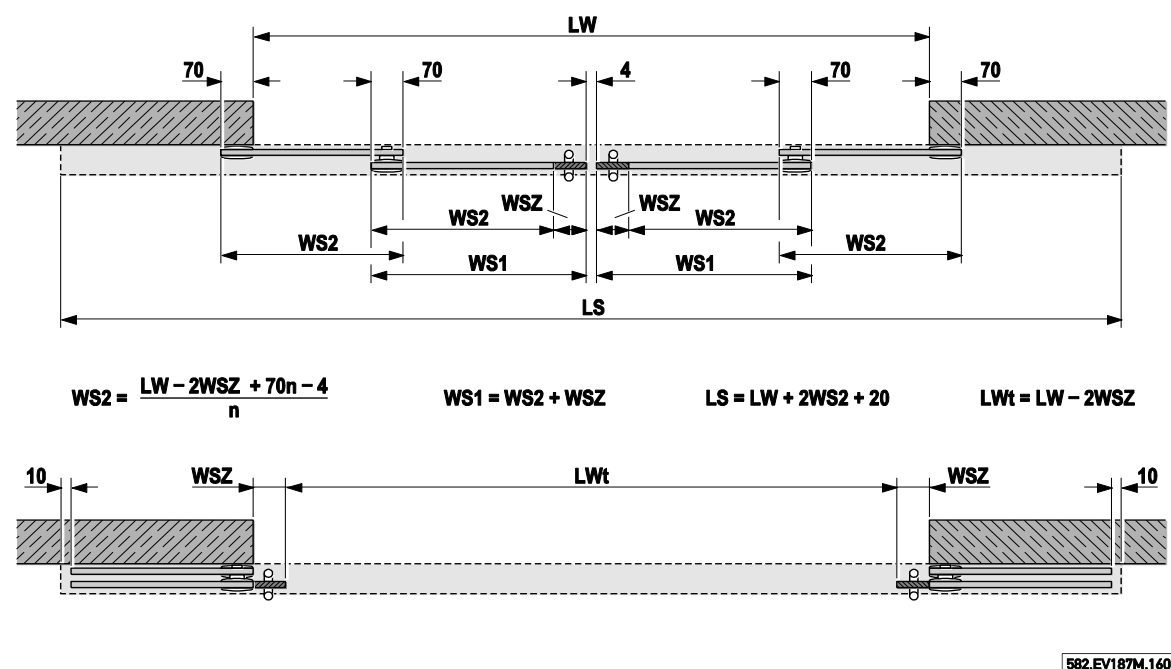 LW
70 70 4 70 70
WSZ WSZ
WS2 WS2
WS2 WS2
WS1 WS1
LS
WS2 = LW – 2WSZ + 70n – 4 / n WS1 = WS2 + WSZ LS = LW + 2WS2 + 20 LWt = LW – 2WSZ
10 WSZ LWt WSZ 10
582.EV187M.160